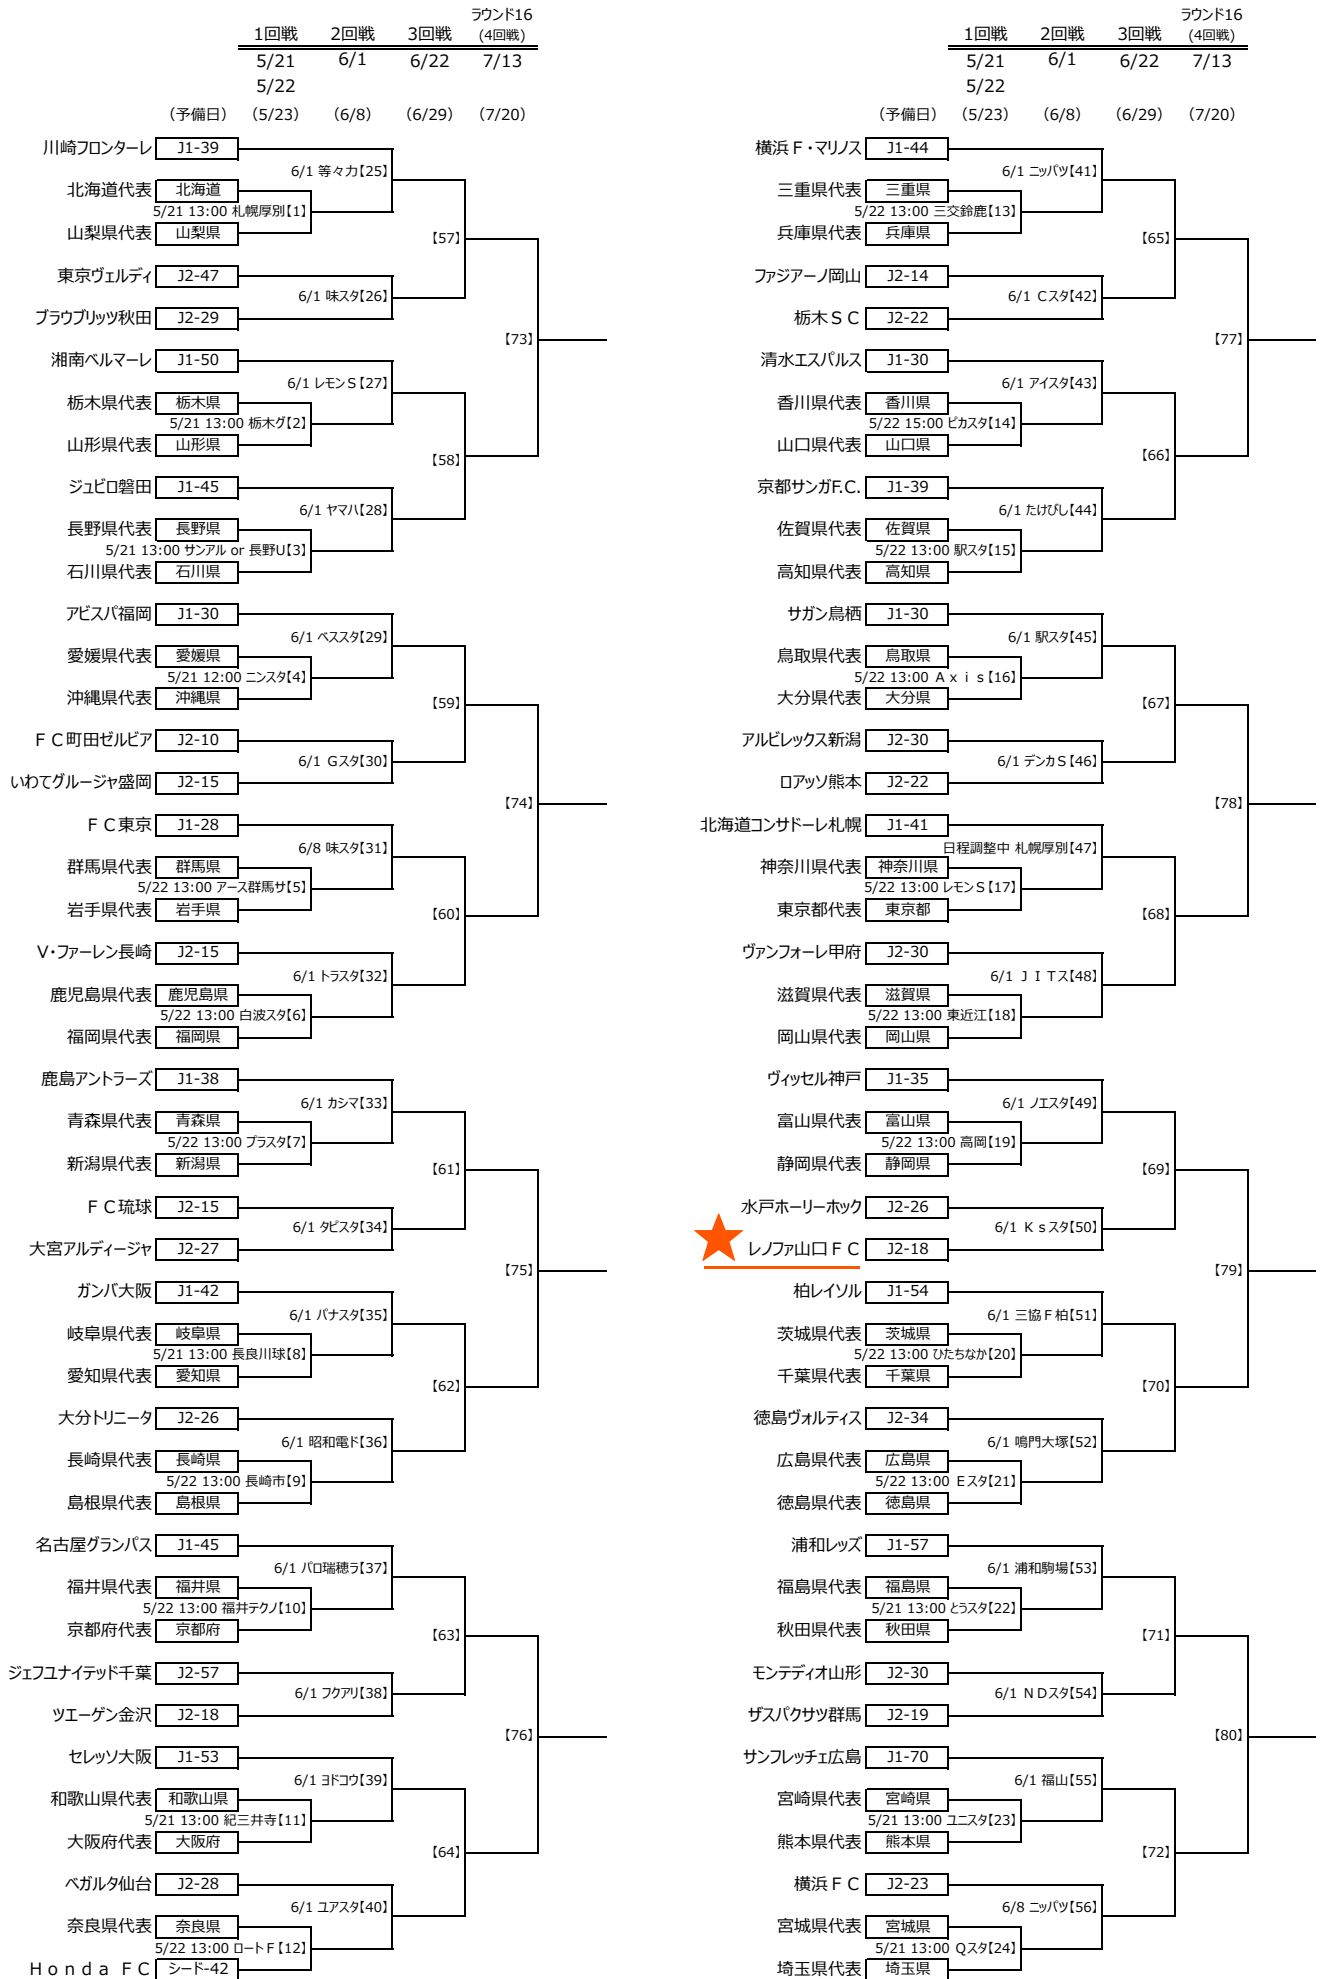 1回戦 2回戦 3回戦 ラウンド16 (4回戦)
5/21 6/1 6/22 7/13
5/22
(予備日) (5/23) (6/8) (6/29) (7/20)
川崎フロンターレ J1-39
6/1 等々力【25】
北海道代表 北海道
5/21 13:00 札幌厚別【1】
山梨県代表 山梨県
【57】
東京ヴェルディ J2-47
6/1 味スタ【26】
ブラウブリッツ秋田 J2-29
【73】
湘南ベルマーレ J1-50
6/1 レモンS【27】
栃木県代表 栃木県
5/21 13:00 栃木グ【2】
山形県代表 山形県
【58】
ジュビロ磐田 J1-45
6/1 ヤマハ【28】
長野県代表 長野県
5/21 13:00 サンアル or 長野U【3】
石川県代表 石川県
アビスパ福岡 J1-30
6/1 ベススタ【29】
愛媛県代表 愛媛県
5/21 12:00 ニンスタ【4】
沖縄県代表 沖縄県
【59】
FC町田ゼルビア J2-10
6/1 Gスタ【30】
いわてグルージャ盛岡 J2-15
【74】
FC東京 J1-28
6/8 味スタ【31】
群馬県代表 群馬県
5/22 13:00 アース群馬サ【5】
岩手県代表 岩手県
【60】
V・ファーレン長崎 J2-15
6/1 トラスタ【32】
鹿児島県代表 鹿児島県
5/22 13:00 白波スタ【6】
福岡県代表 福岡県
鹿島アントラーズ J1-38
6/1 カシマ【33】
青森県代表 青森県
5/22 13:00 プラスタ【7】
新潟県代表 新潟県
【61】
FC琉球 J2-15
6/1 タピスタ【34】
大宮アルディージャ J2-27
【75】
ガンバ大阪 J1-42
6/1 パナスタ【35】
岐阜県代表 岐阜県
5/21 13:00 長良川球【8】
愛知県代表 愛知県
【62】
大分トリニータ J2-26
6/1 昭和電ド【36】
長崎県代表 長崎県
5/22 13:00 長崎市【9】
島根県代表 島根県
名古屋グランパス J1-45
6/1 パロ瑞穂ラ【37】
福井県代表 福井県
5/22 13:00 福井テクノ【10】
京都府代表 京都府
【63】
ジェフユナイテッド千葉 J2-57
6/1 フクアリ【38】
ツエーゲン金沢 J2-18
【76】
セレッソ大阪 J1-53
6/1 ヨドコウ【39】
和歌山県代表 和歌山県
5/21 13:00 紀三井寺【11】
大阪府代表 大阪府
【64】
ベガルタ仙台 J2-28
6/1 ユアスタ【40】
奈良県代表 奈良県
5/22 13:00 ロートF【12】
Honda FC シード-42
1回戦 2回戦 3回戦 ラウンド16 (4回戦)
5/21 6/1 6/22 7/13
5/22
(予備日) (5/23) (6/8) (6/29) (7/20)
横浜F・マリノス J1-44
6/1 ニッパツ【41】
三重県代表 三重県
5/22 13:00 三交鈴鹿【13】
兵庫県代表 兵庫県
【65】
ファジアーノ岡山 J2-14
6/1 Cスタ【42】
栃木SC J2-22
【77】
清水エスパルス J1-30
6/1 アイスタ【43】
香川県代表 香川県
5/22 15:00 ピカスタ【14】
山口県代表 山口県
【66】
京都サンガF.C. J1-39
6/1 たけびし【44】
佐賀県代表 佐賀県
5/22 13:00 駅スタ【15】
高知県代表 高知県
サガン鳥栖 J1-30
6/1 駅スタ【45】
鳥取県代表 鳥取県
5/22 13:00 Axis【16】
大分県代表 大分県
【67】
アルビレックス新潟 J2-30
6/1 デンカS【46】
ロアッソ熊本 J2-22
【78】
北海道コンサドーレ札幌 J1-41
日程調整中 札幌厚別【47】
神奈川県代表 神奈川県
5/22 13:00 レモンS【17】
東京都代表 東京都
【68】
ヴァンフォーレ甲府 J2-30
6/1 JITス【48】
滋賀県代表 滋賀県
5/22 13:00 東近江【18】
岡山県代表 岡山県
ヴィッセル神戸 J1-35
6/1 ノエスタ【49】
富山県代表 富山県
5/22 13:00 高岡【19】
静岡県代表 静岡県
【69】
水戸ホーリーホック J2-26
6/1 Ksスタ【50】
レノファ山口FC J2-18
【79】
柏レイソル J1-54
6/1 三協F柏【51】
茨城県代表 茨城県
5/22 13:00 ひたちなか【20】
千葉県代表 千葉県
【70】
徳島ヴォルティス J2-34
6/1 鳴門大塚【52】
広島県代表 広島県
5/22 13:00 Eスタ【21】
徳島県代表 徳島県
浦和レッズ J1-57
6/1 浦和駒場【53】
福島県代表 福島県
5/21 13:00 とうスタ【22】
秋田県代表 秋田県
【71】
モンテディオ山形 J2-30
6/1 NDスタ【54】
ザスパクサツ群馬 J2-19
【80】
サンフレッチェ広島 J1-70
6/1 福山【55】
宮崎県代表 宮崎県
5/21 13:00 ユニスタ【23】
熊本県代表 熊本県
【72】
横浜FC J2-23
6/8 ニッパツ【56】
宮城県代表 宮城県
5/21 13:00 Qスタ【24】
埼玉県代表 埼玉県